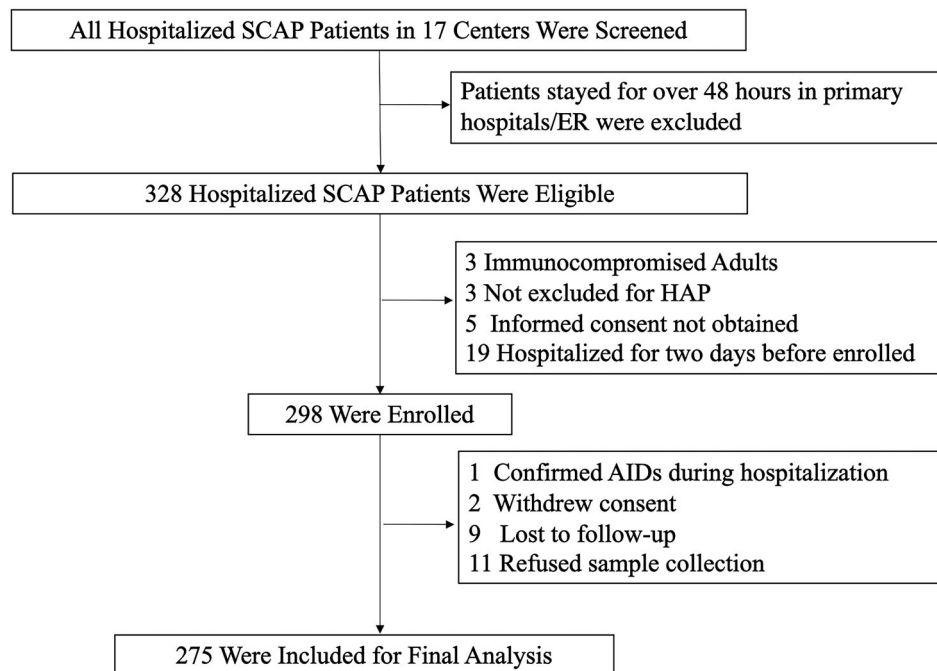 All Hospitalized SCAP Patients in 17 Centers Were Screened
Patients stayed for over 48 hours in primary
hospitals/ER were excluded
328 Hospitalized SCAP Patients Were Eligible
3 Immunocompromised Adults
3 Not excluded for HAP
5 Informed consent not obtained
19 Hospitalized for two days before enrolled
298 Were Enrolled
1 Confirmed AIDs during hospitalization
2 Withdrew consent
9 Lost to follow-up
11 Refused sample collection
275 Were Included for Final Analysis